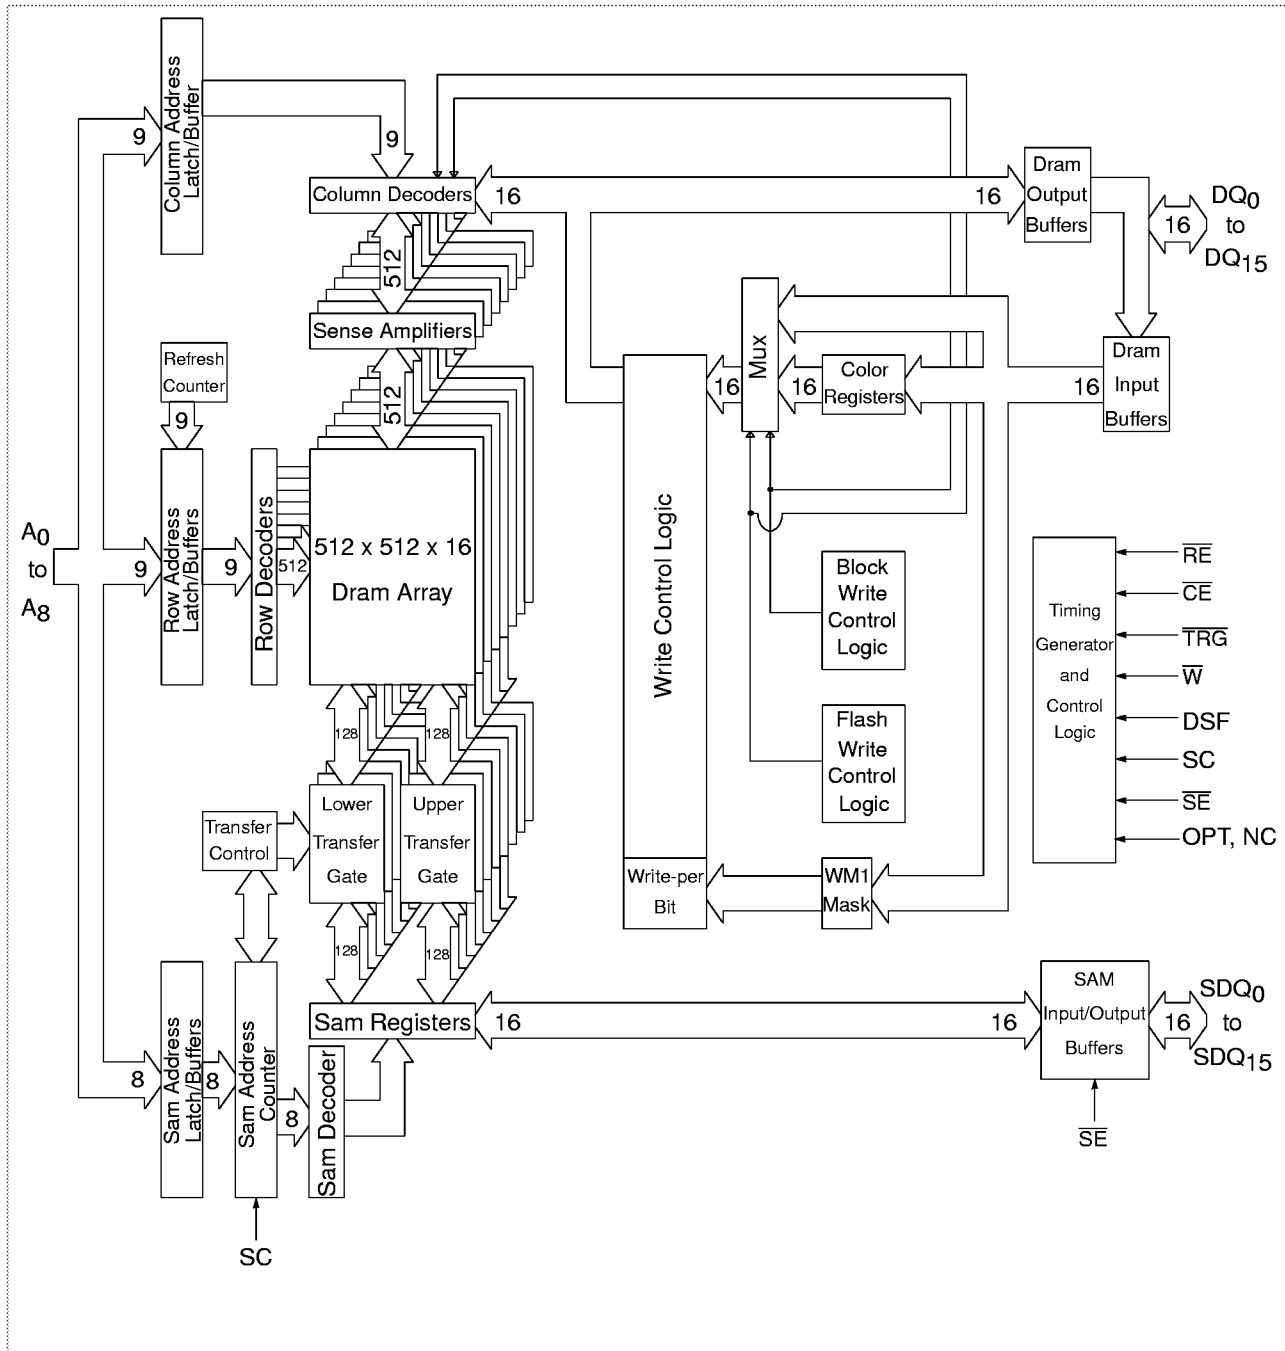 Column Address
Latch/Buffer
9
9
Column Decoders
16
16
Dram
Output
Buffers
16
DQ0
to
DQ15
512
Sense Amplifiers
512
Refresh
Counter
9
Mux
16
16
Color
Registers
16
Dram
Input
Buffers
A0
to
A8
9
Row Address
Latch/Buffers
9
Row Decoders
512
512 x 512 x 16
Dram Array
Write Control Logic
Block
Write
Control
Logic
Flash
Write
Control
Logic
Timing
Generator
and
Control
Logic
R̅E̅
C̅E̅
T̅R̅G̅
W̅
DSF
SC
S̅E̅
OPT, NC
128
128
Transfer
Control
Lower
Transfer
Gate
Upper
Transfer
Gate
Write-per
Bit
WM1
Mask
128
128
Sam Registers
16
16
SAM
Input/Output
Buffers
16
SDQ0
to
SDQ15
S̅E̅
8
Sam Address
Latch/Buffers
8
Sam Address
Counter
8
Sam Decoder
SC